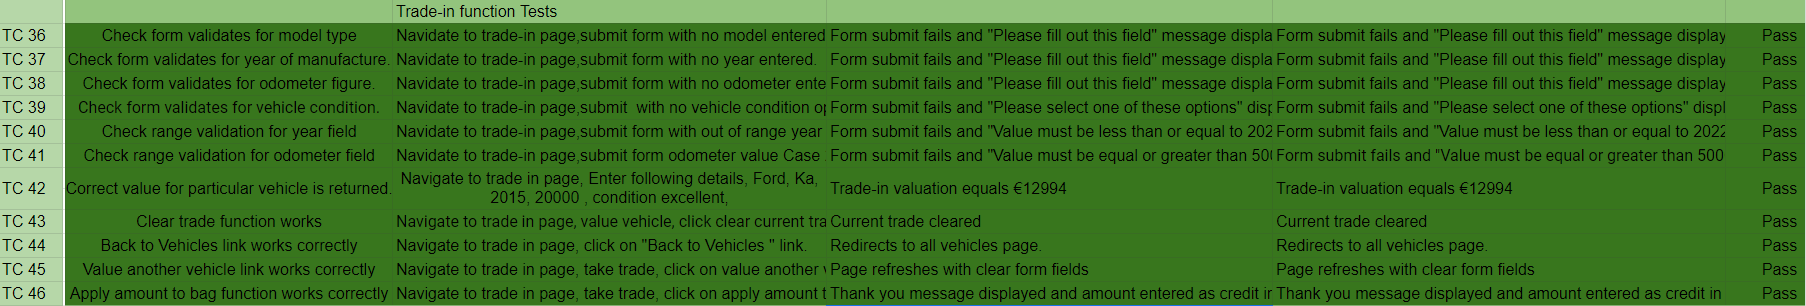 Trade-in function Tests
TC 36 Check form validates for model type Navigate to trade-in page,submit form with no model entered Form submit fails and "Please fill out this field" message displa Form submit fails and "Please fill out this field" message display Pass
TC 37 Check form validates for year of manufacture. Navigate to trade-in page,submit form with no year entered. Form submit fails and "Please fill out this field" message displa Form submit fails and "Please fill out this field" message display Pass
TC 38 Check form validates for odometer figure. Navigate to trade-in page,submit form with no odometer ente Form submit fails and "Please fill out this field" message displa Form submit fails and "Please fill out this field" message display Pass
TC 39 Check form validates for vehicle condition. Navigate to trade-in page,submit with no vehicle condition op Form submit fails and "Please select one of these options" disp Form submit fails and "Please select one of these options" displ Pass
TC 40 Check range validation for year field Navidate to trade-in page,submit form with out of range year Form submit fails and "Value must be less than or equal to 202 Form submit fails and "Value must be less than or equal to 2022 Pass
TC 41 Check range validation for odometer field Navidate to trade-in page,submit form odometer value Case Form submit fails and "Value must be equal or greater than 500 Form submit fails and "Value must be equal or greater than 500 Pass
TC 42 Correct value for particular vehicle is returned. Navigate to trade in page, Enter following details, Ford, Ka, Trade-in valuation equals €12994 Trade-in valuation equals €12994 Pass
2015, 20000 , condition excellent,
TC 43 Clear trade function works Navigate to trade in page, value vehicle, click clear current tra Current trade cleared Current trade cleared Pass
TC 44 Back to Vehicles link works correctly Navigate to trade in page, click on "Back to Vehicles " link. Redirects to all vehicles page. Redirects to all vehicles page. Pass
TC 45 Value another vehicle link works correctly Navigate to trade in page, take trade, click on value another v Page refreshes with clear form fields Page refreshes with clear form fields Pass
TC 46 Apply amount to bag function works correctly Navigate to trade in page, take trade, click on apply amount t Thank you message displayed and amount entered as credit ir Thank you message displayed and amount entered as credit in Pass